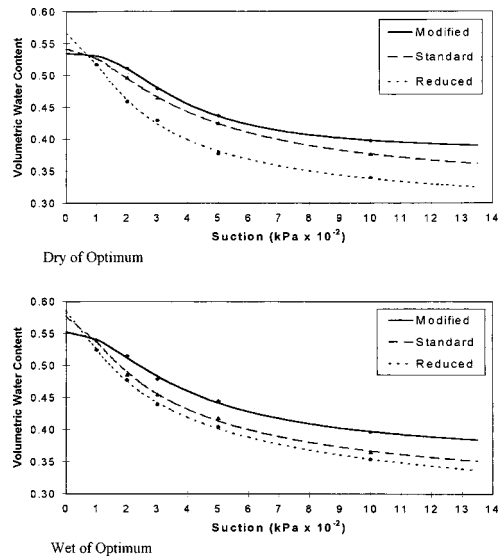 Volumetric Water Content
0.60
0.55
0.50
0.45
0.40
0.35
0.30
Modified
Standard
Reduced
0 1 2 3 4 5 6 7 8 9 10 11 12 13 14
Suction (kPa x 10⁻²)
Dry of Optimum
Volumetric Water Content
0.60
0.55
0.50
0.45
0.40
0.35
0.30
Modified
Standard
Reduced
0 1 2 3 4 5 6 7 8 9 10 11 12 13 14
Suction (kPa x 10⁻²)
Wet of Optimum